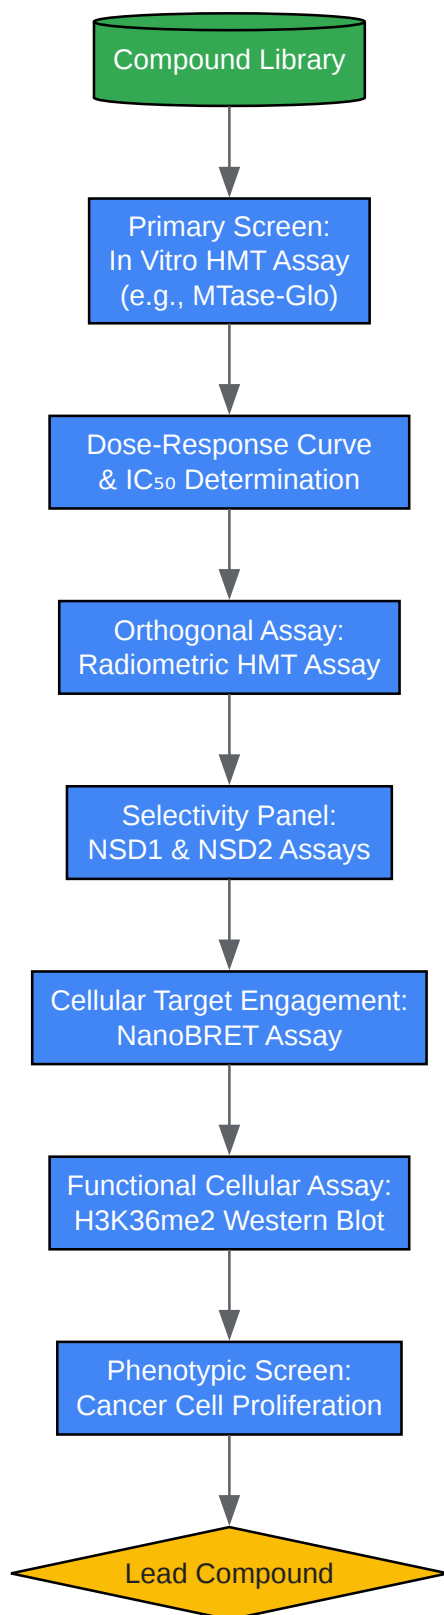 Compound Library
Primary Screen:
In Vitro HMT Assay
(e.g., MTase-Glo)
Dose-Response Curve
& IC₅₀ Determination
Orthogonal Assay:
Radiometric HMT Assay
Selectivity Panel:
NSD1 & NSD2 Assays
Cellular Target Engagement:
NanoBRET Assay
Functional Cellular Assay:
H3K36me2 Western Blot
Phenotypic Screen:
Cancer Cell Proliferation
Lead Compound